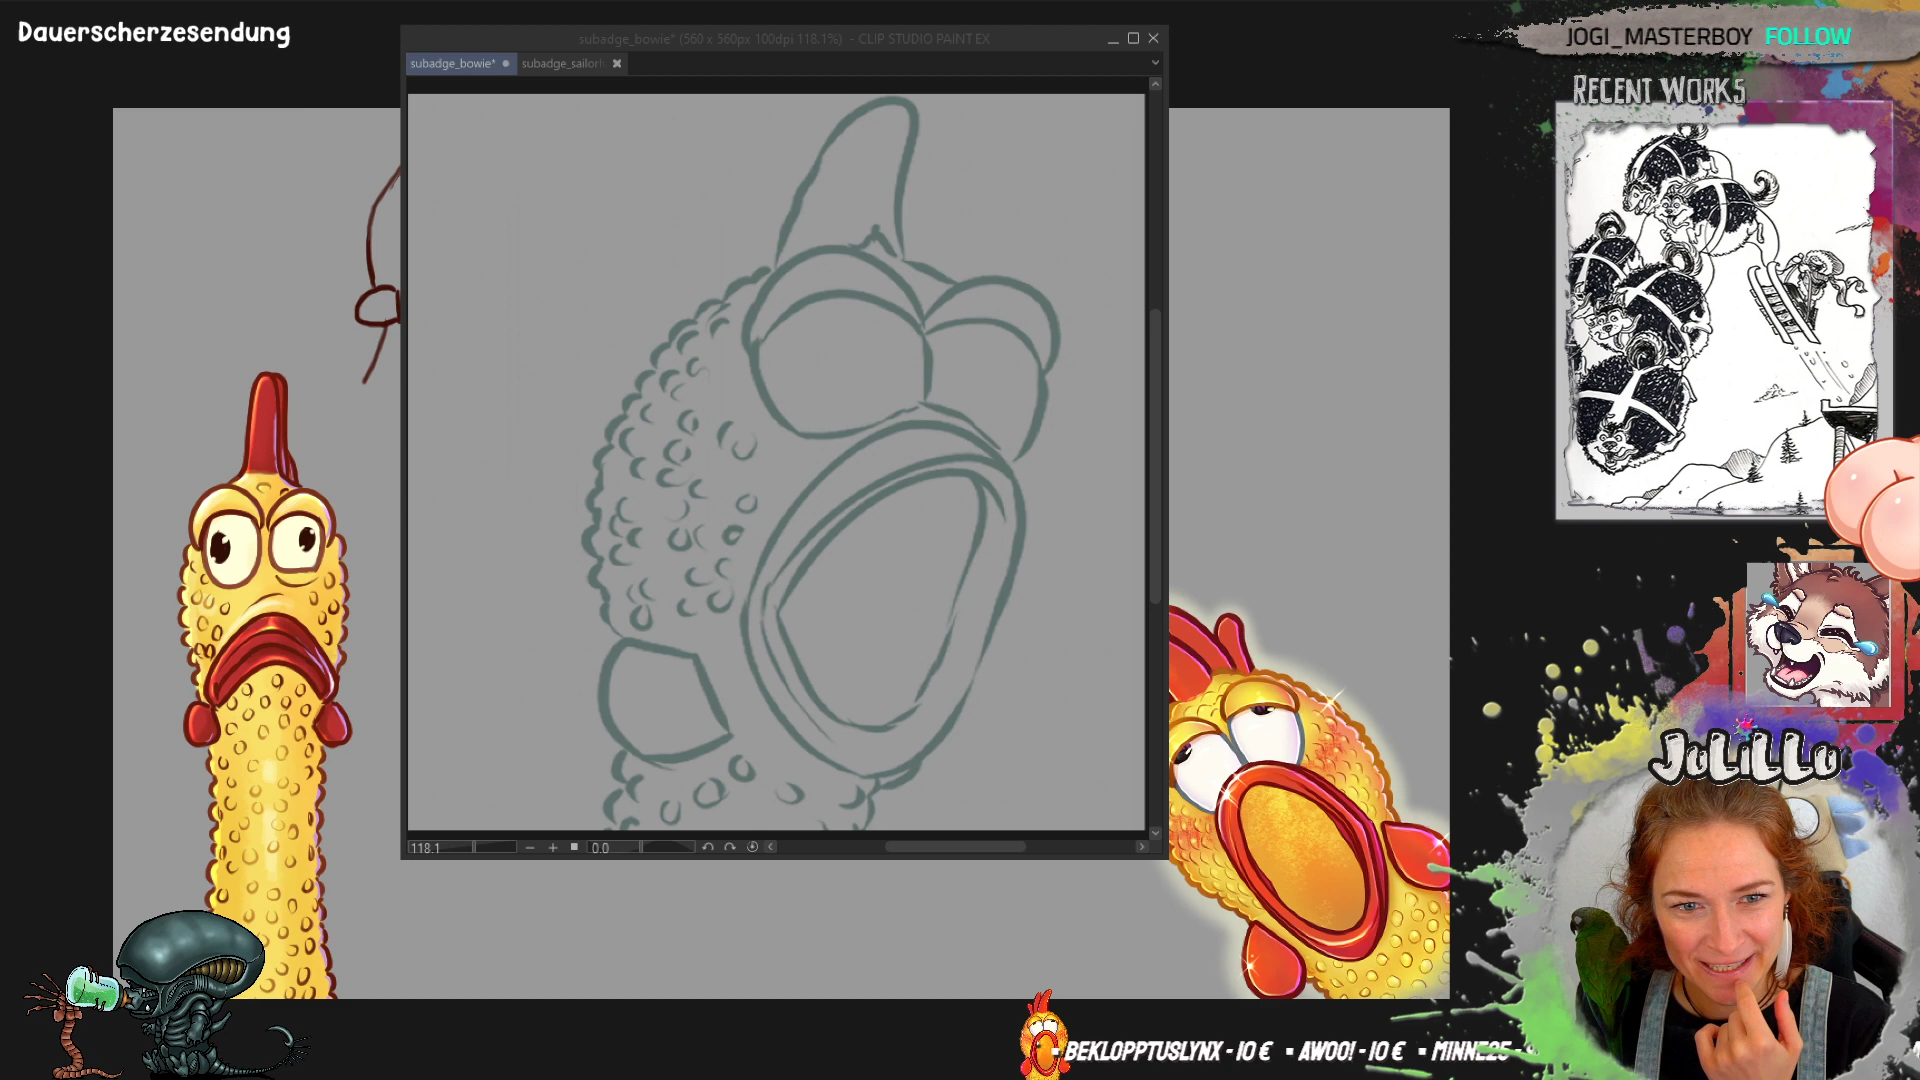 Dauerscherzesendung
subadge_bowie* (560 x 560px 100dpi 118.1%) - CLIP STUDIO PAINT EX
subadge_bowie*
subadge_sailor
JOGI_MASTERBOY FOLLOW
RECENT WORKS
JULILLU
118.1
0.0
• BEKLOPPTUSLYNX - 10 € • AWOO! - 10 € • MINNE25 -